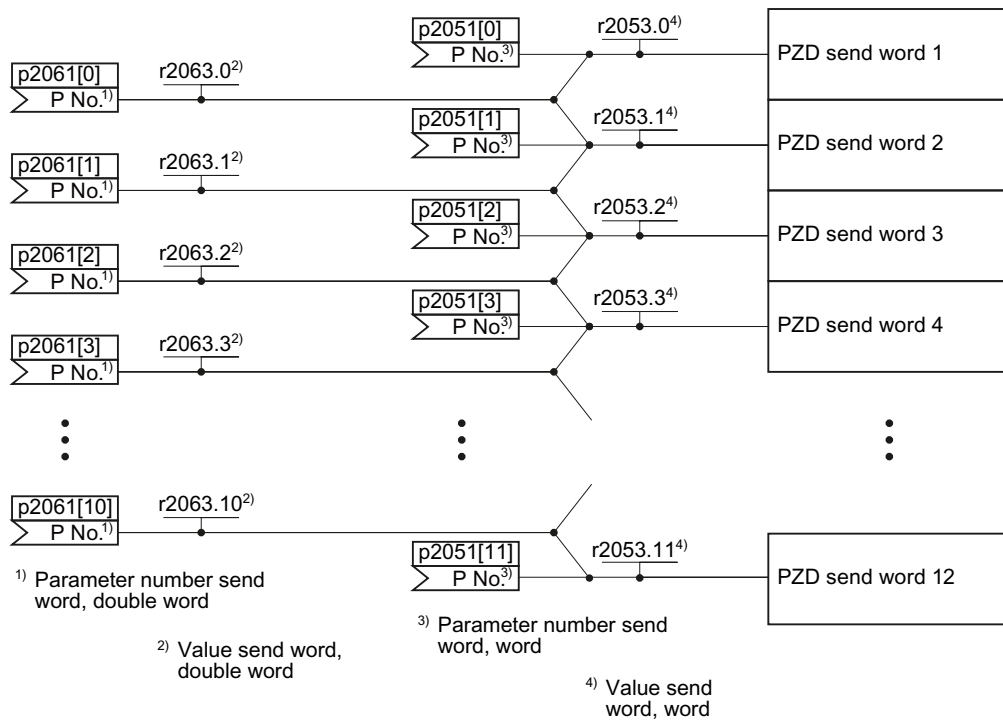 p2051[0]
P No.3)
r2053.04)
PZD send word 1
p2061[0]
P No.1)
r2063.02)
p2051[1]
P No.3)
r2053.14)
PZD send word 2
p2061[1]
P No.1)
r2063.12)
p2051[2]
P No.3)
r2053.24)
PZD send word 3
p2061[2]
P No.1)
r2063.22)
p2051[3]
P No.3)
r2053.34)
PZD send word 4
p2061[3]
P No.1)
r2063.32)
p2061[10]
P No.1)
r2063.102)
p2051[11]
P No.3)
r2053.114)
PZD send word 12
1) Parameter number send
word, double word
2) Value send word,
double word
3) Parameter number send
word, word
4) Value send
word, word